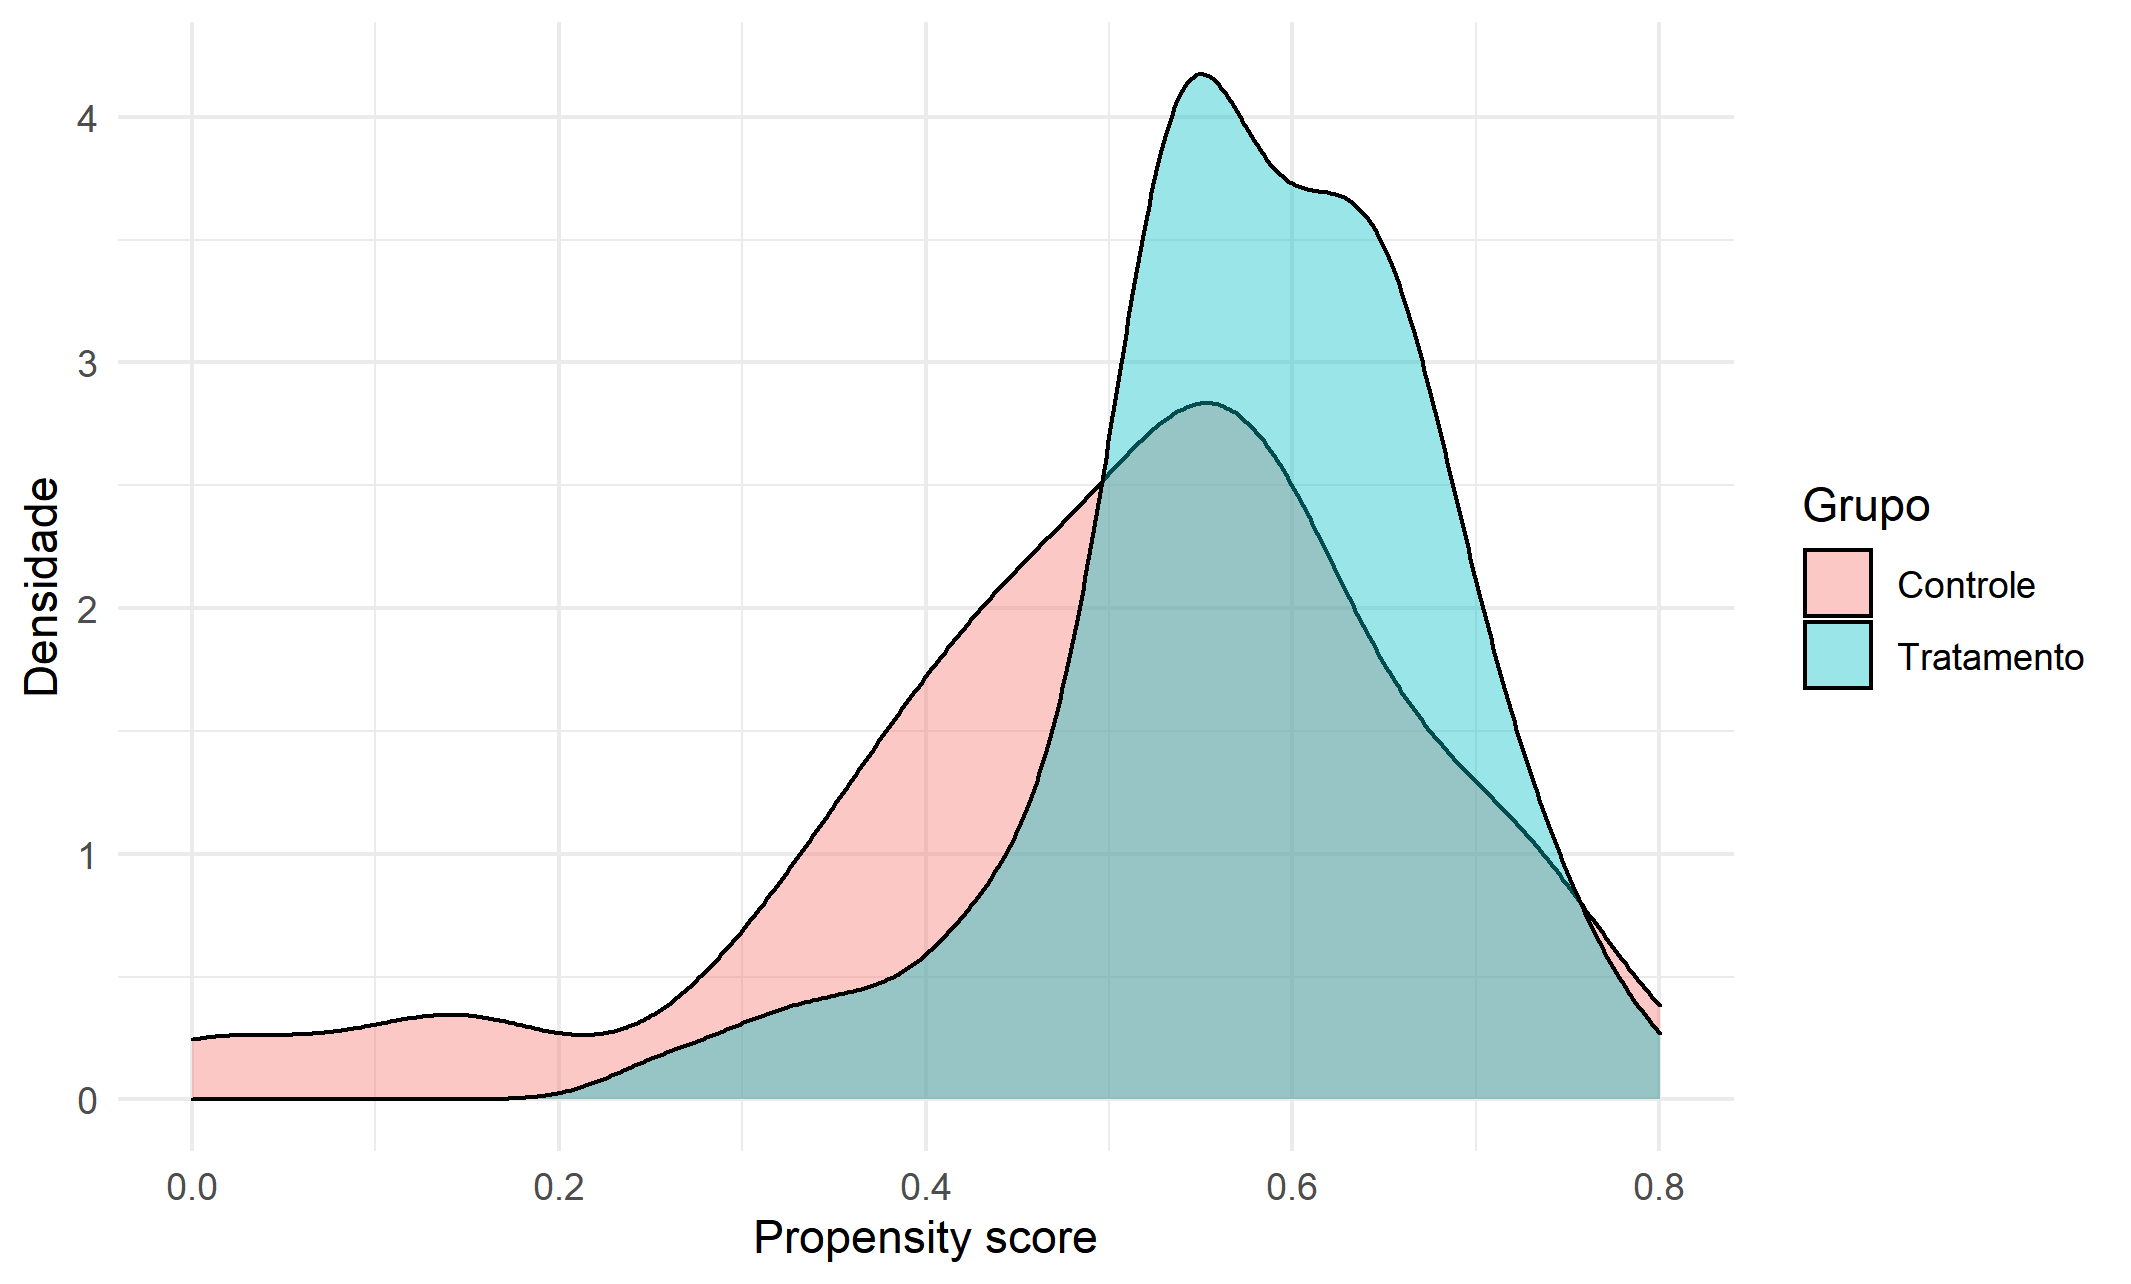 4
3
2
1
0
Densidade
0.0 0.2 0.4 0.6 0.8
Propensity score
Grupo
Controle
Tratamento